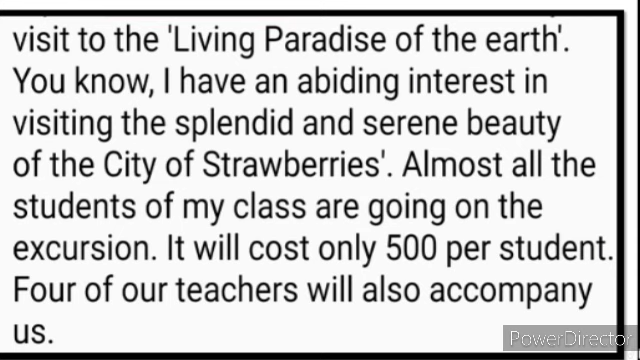 visit to the 'Living Paradise of the earth'.
You know, I have an abiding interest in
visiting the splendid and serene beauty
of the City of Strawberries'. Almost all the
students of my class are going on the
excursion. It will cost only 500 per student.
Four of our teachers will also accompany
us.
PowerDirector